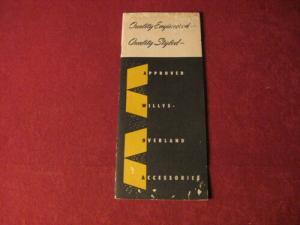 Quality Engineered—
Quality Styled—
APPROVED
WILLYS-
OVERLAND
ACCESSORIES